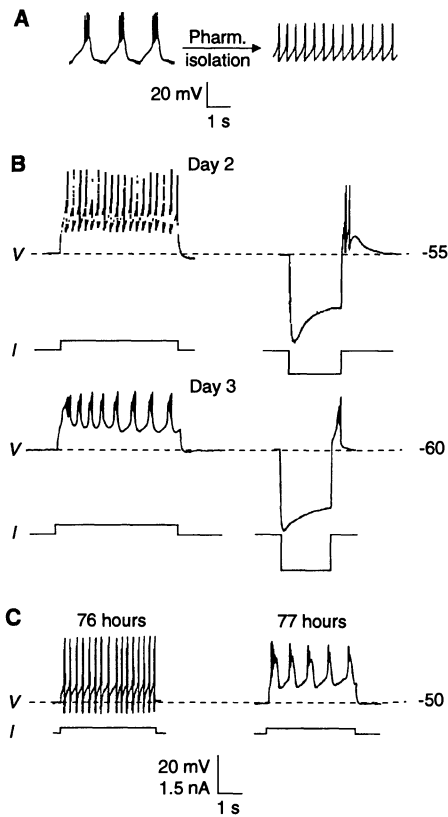 A
Pharm.
isolation
20 mV
1 s
B
Day 2
V
-55
I
Day 3
V
-60
I
C
76 hours
77 hours
V
-50
I
20 mV
1.5 nA
1 s